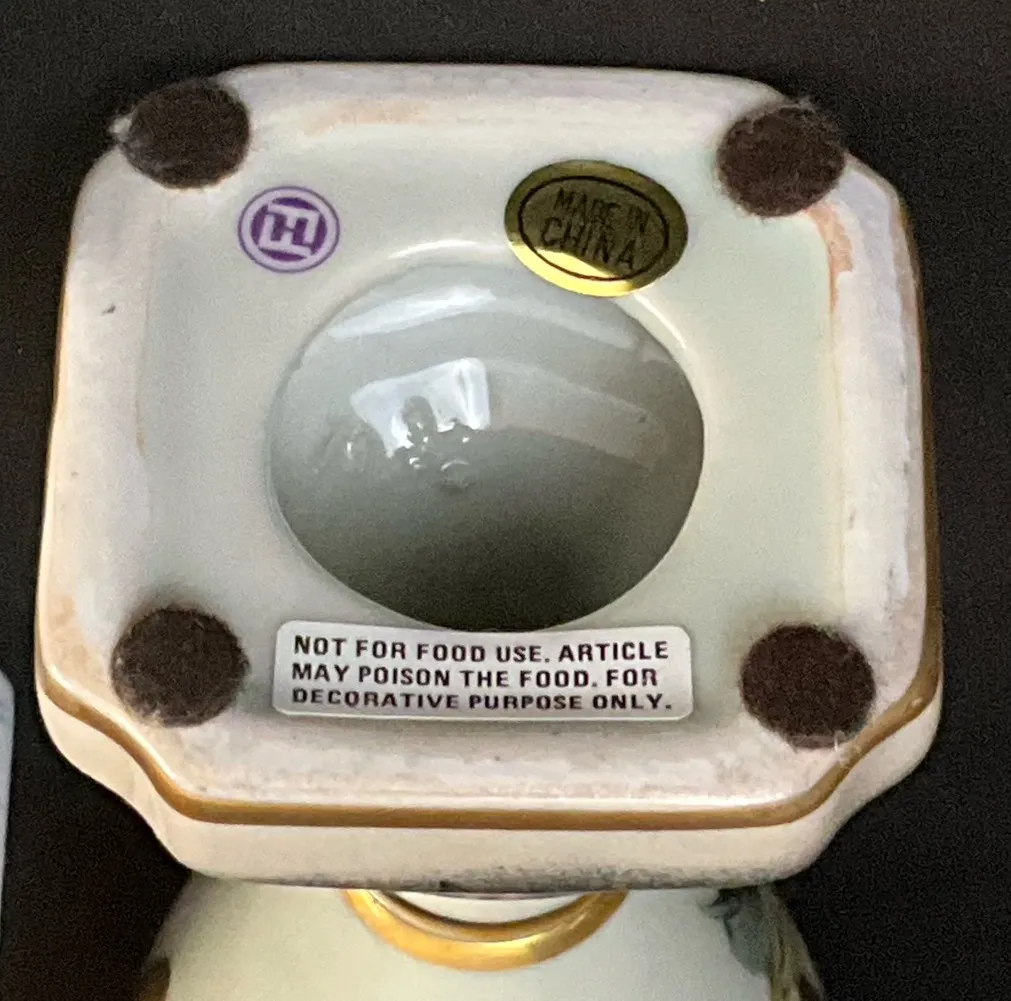 MADE IN
CHINA
NOT FOR FOOD USE. ARTICLE
MAY POISON THE FOOD. FOR
DECORATIVE PURPOSE ONLY.